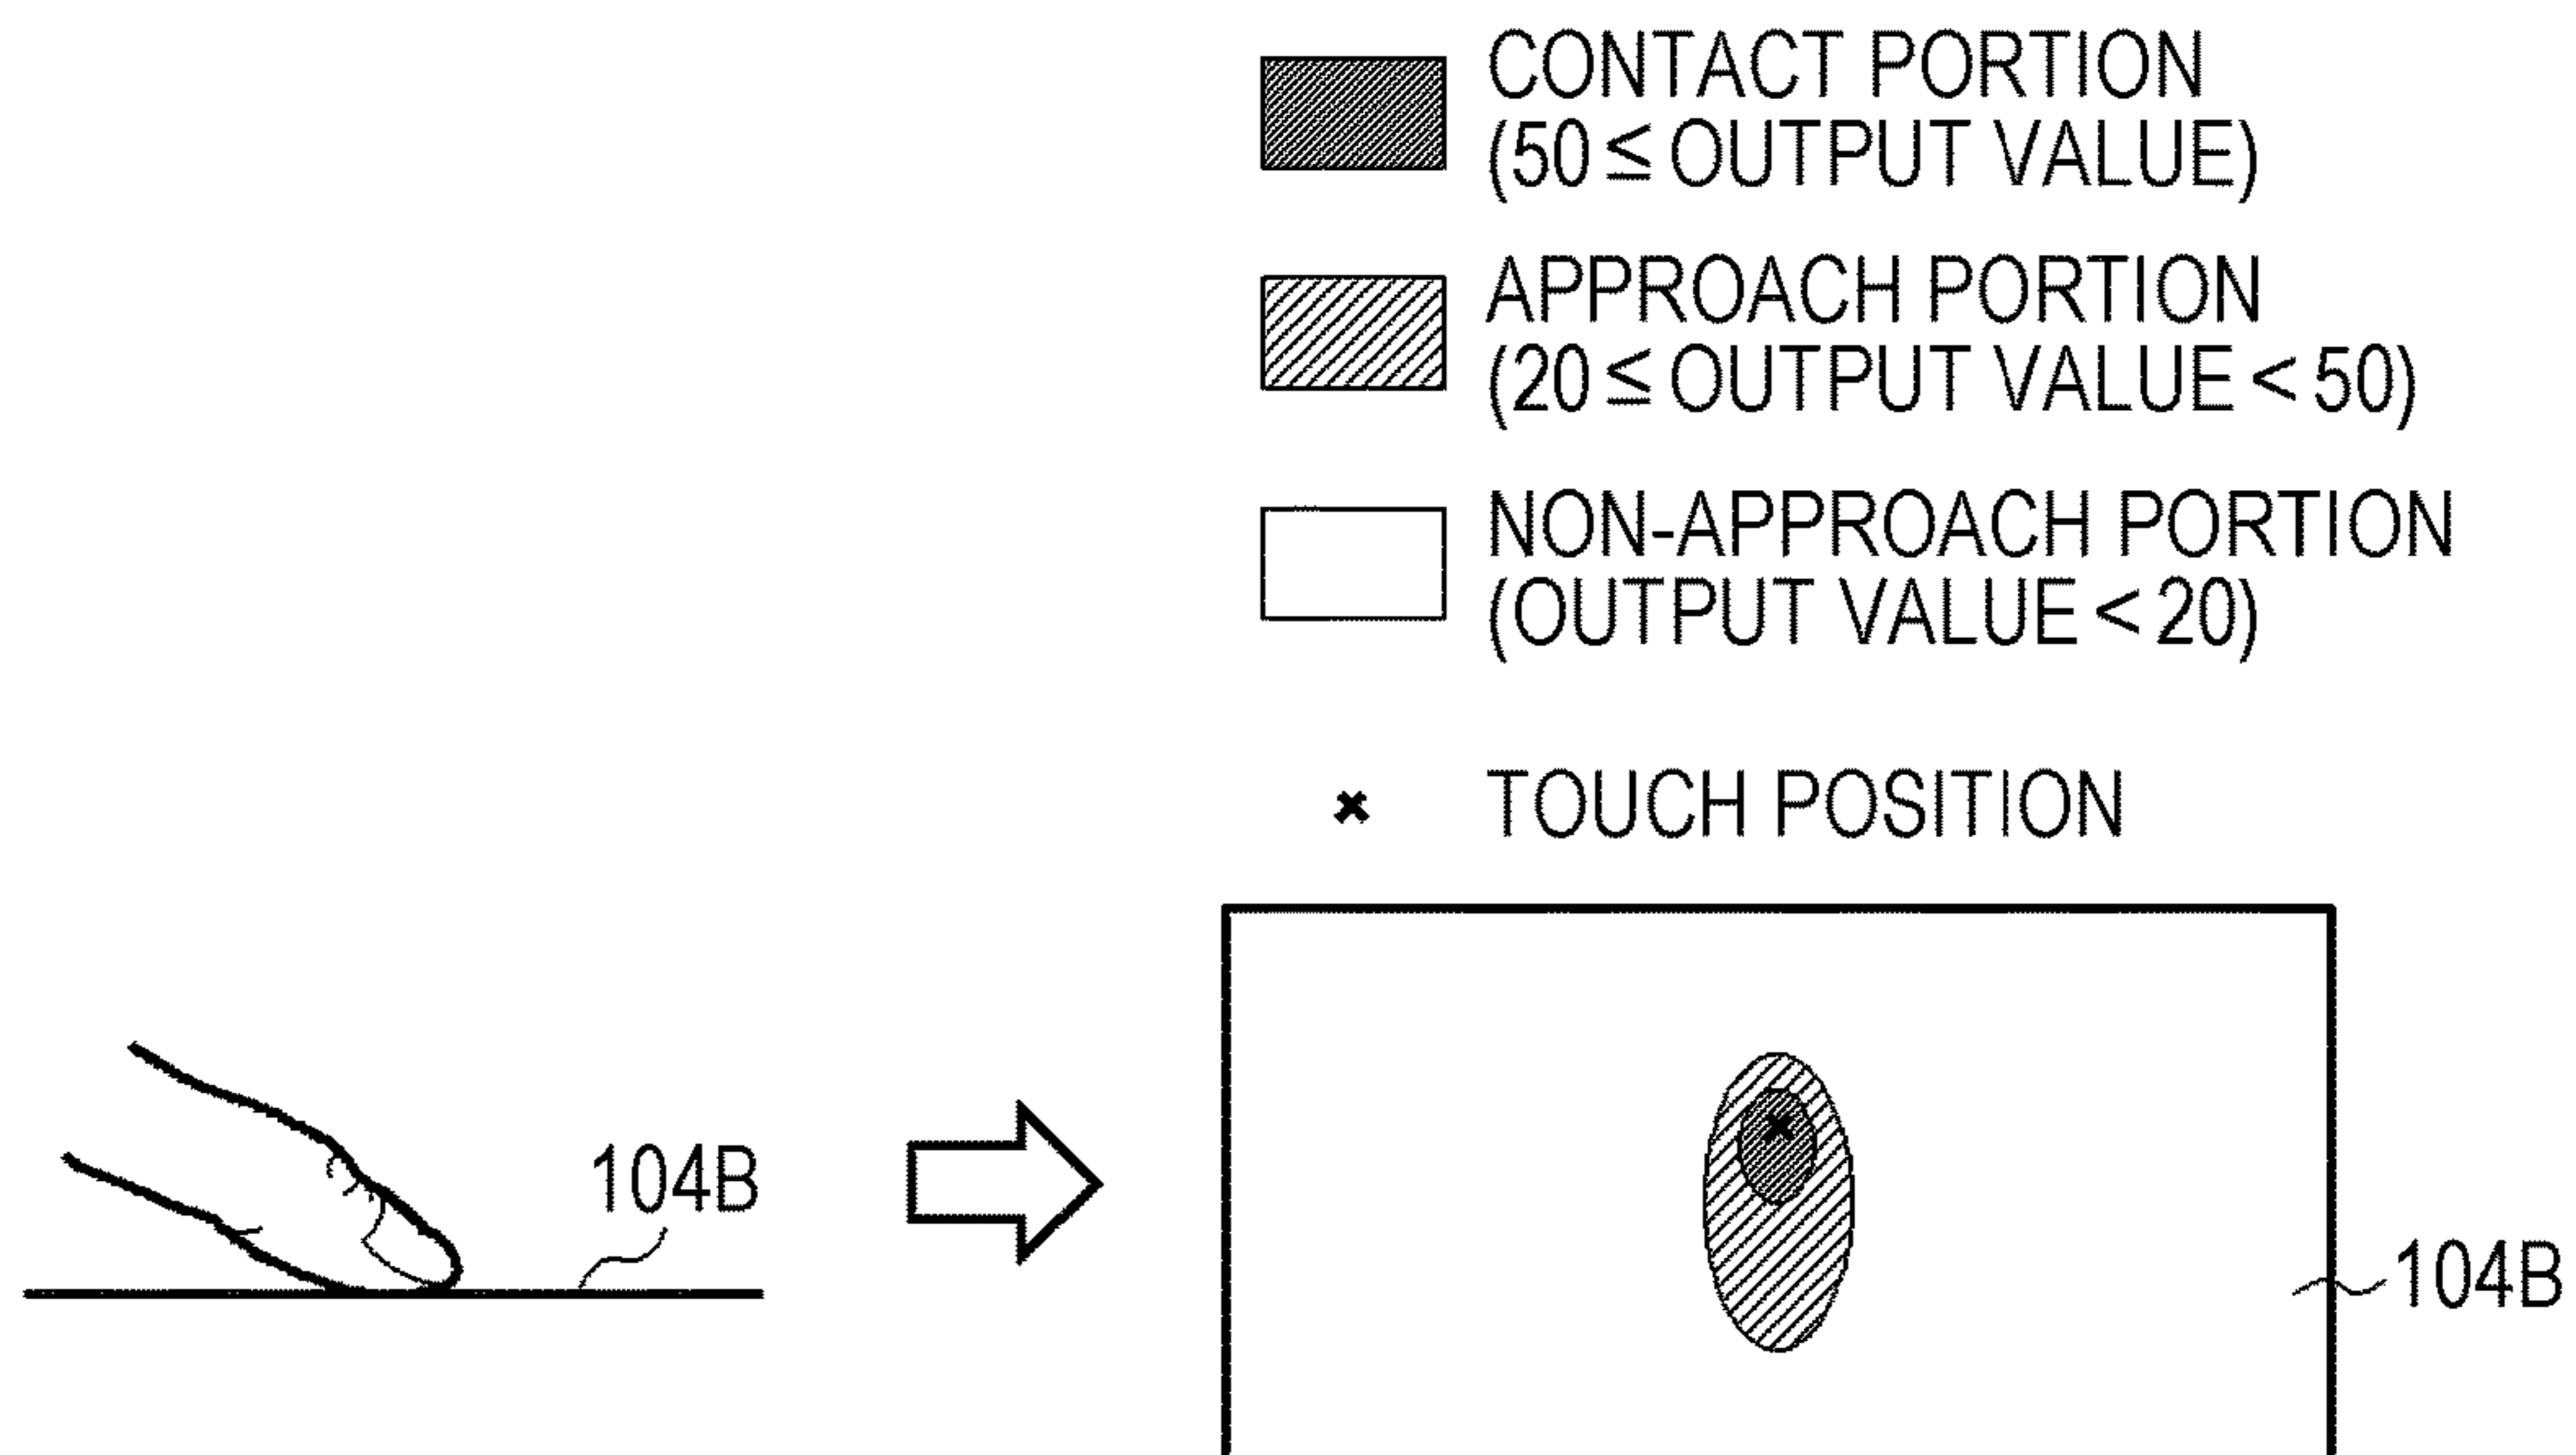 CONTACT PORTION
(50 ≤ OUTPUT VALUE)
APPROACH PORTION
(20 ≤ OUTPUT VALUE < 50)
NON-APPROACH PORTION
(OUTPUT VALUE < 20)
TOUCH POSITION
104B
104B